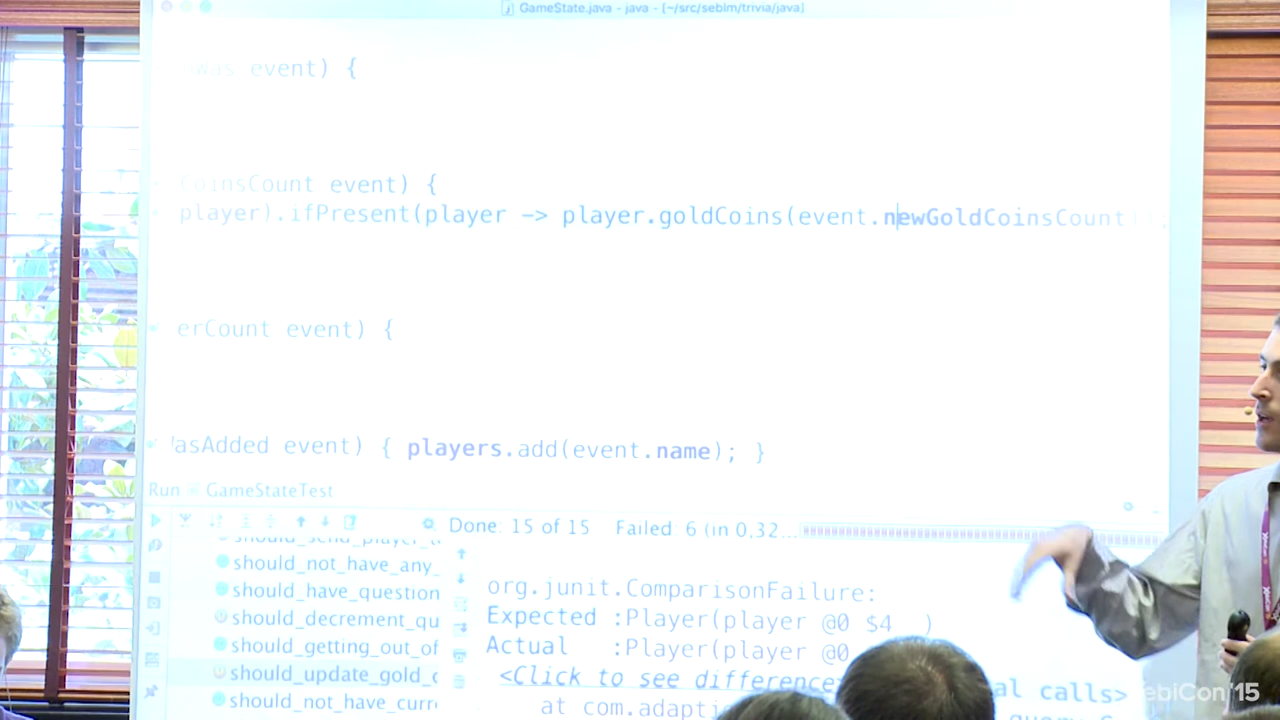 GameState.java - java - [~/src/seblm/trivia/java]
event) {
CoinsCount event) {
player).ifPresent(player -> player.goldCoins(event.newGoldCoinsCount
erCount event) {
WasAdded event) { players.add(event.name); }
Run GameStateTest
Done: 15 of 15 Failed: 6 (in 0,32...
should_send_player_
should_not_have_any_
should_have_question
should_decrement_qu
should_getting_out_of
should_update_gold_c
should_not_have_curr
org.junit.ComparisonFailure:
Expected :Player(player @0 $4 )
Actual :Player(player @0
<Click to see difference
al calls>
at com.adapti
ebiCon '15